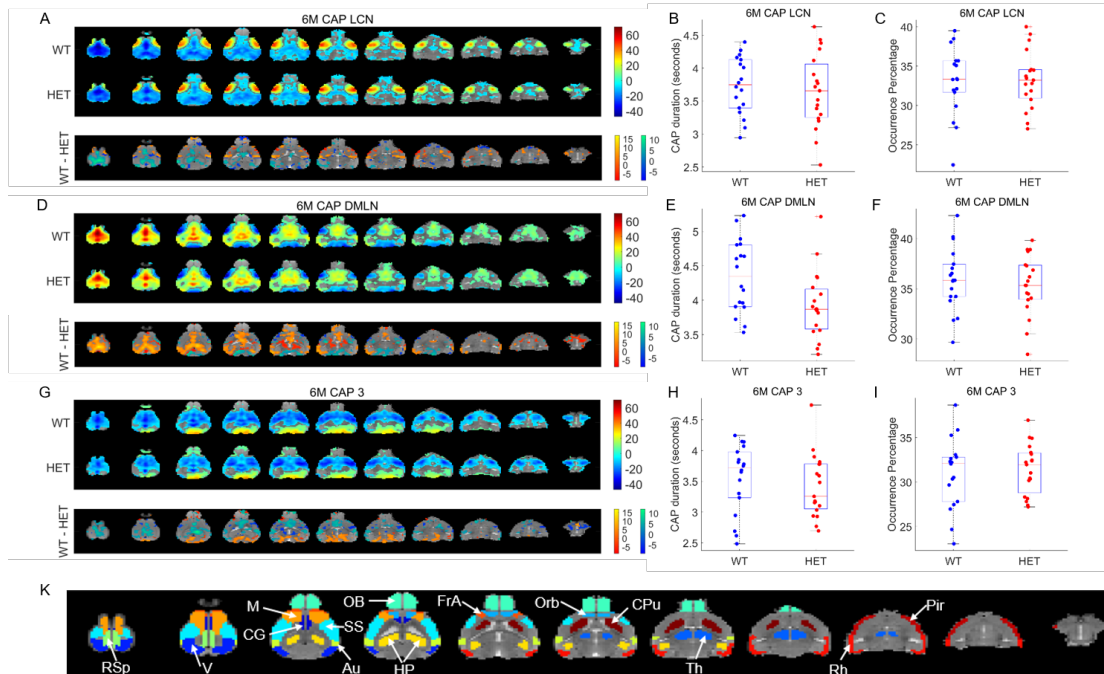 A
6M CAP LCN
WT
HET
WT - HET
60
40
20
0
-20
-40
15
10
5
0
-5
10
5
0
-5
B
6M CAP LCN
CAP duration (seconds)
4.5
4
3.5
3
2.5
WT
HET
C
6M CAP LCN
Occurrence Percentage
40
35
30
25
WT
HET
D
6M CAP DMLN
WT
HET
WT - HET
60
40
20
0
-20
-40
15
10
5
0
-5
10
5
0
-5
E
6M CAP DMLN
CAP duration (seconds)
5
4.5
4
3.5
WT
HET
F
6M CAP DMLN
Occurrence Percentage
40
35
30
WT
HET
G
6M CAP 3
WT
HET
WT - HET
60
40
20
0
-20
-40
15
10
5
0
-5
10
5
0
-5
H
6M CAP 3
CAP duration (seconds)
4.5
4
3.5
3
2.5
WT
HET
I
6M CAP 3
Occurrence Percentage
35
30
25
WT
HET
K
M
OB
FrA
Orb
CPu
Pir
CG
SS
RSp
V
Au
HP
Th
Rh